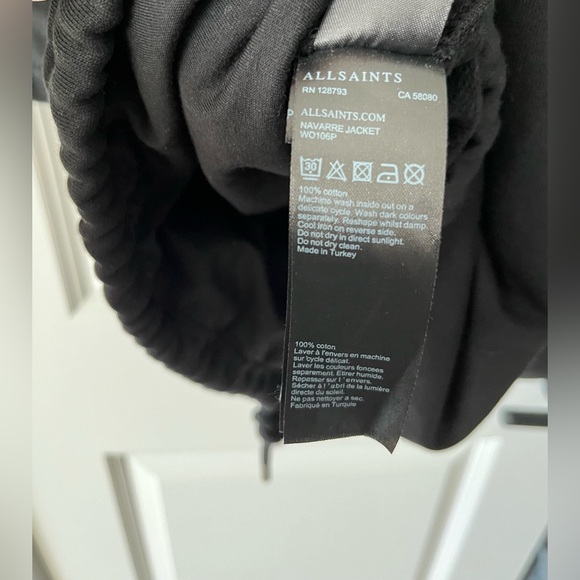 ALLSAINTS
RN 128793 CA 58080
ALLSAINTS.COM
NAVARRE JACKET
WO106P
30
100% cotton
Machine wash inside out on a
delicate cycle. Wash dark colours
separately. Reshape whilst damp.
Cool iron on reverse side.
Do not dry in direct sunlight.
Do not dry clean.
Made in Turkey
100% coton
Laver à l'envers en machine
sur cycle délicat.
Laver les couleurs foncées
separement. Etirer humide.
Repasser sur l'envers.
Sécher à l'abri de la lumière
directe du soleil.
Ne pas nettoyer a sec.
Fabriqué en Turquie